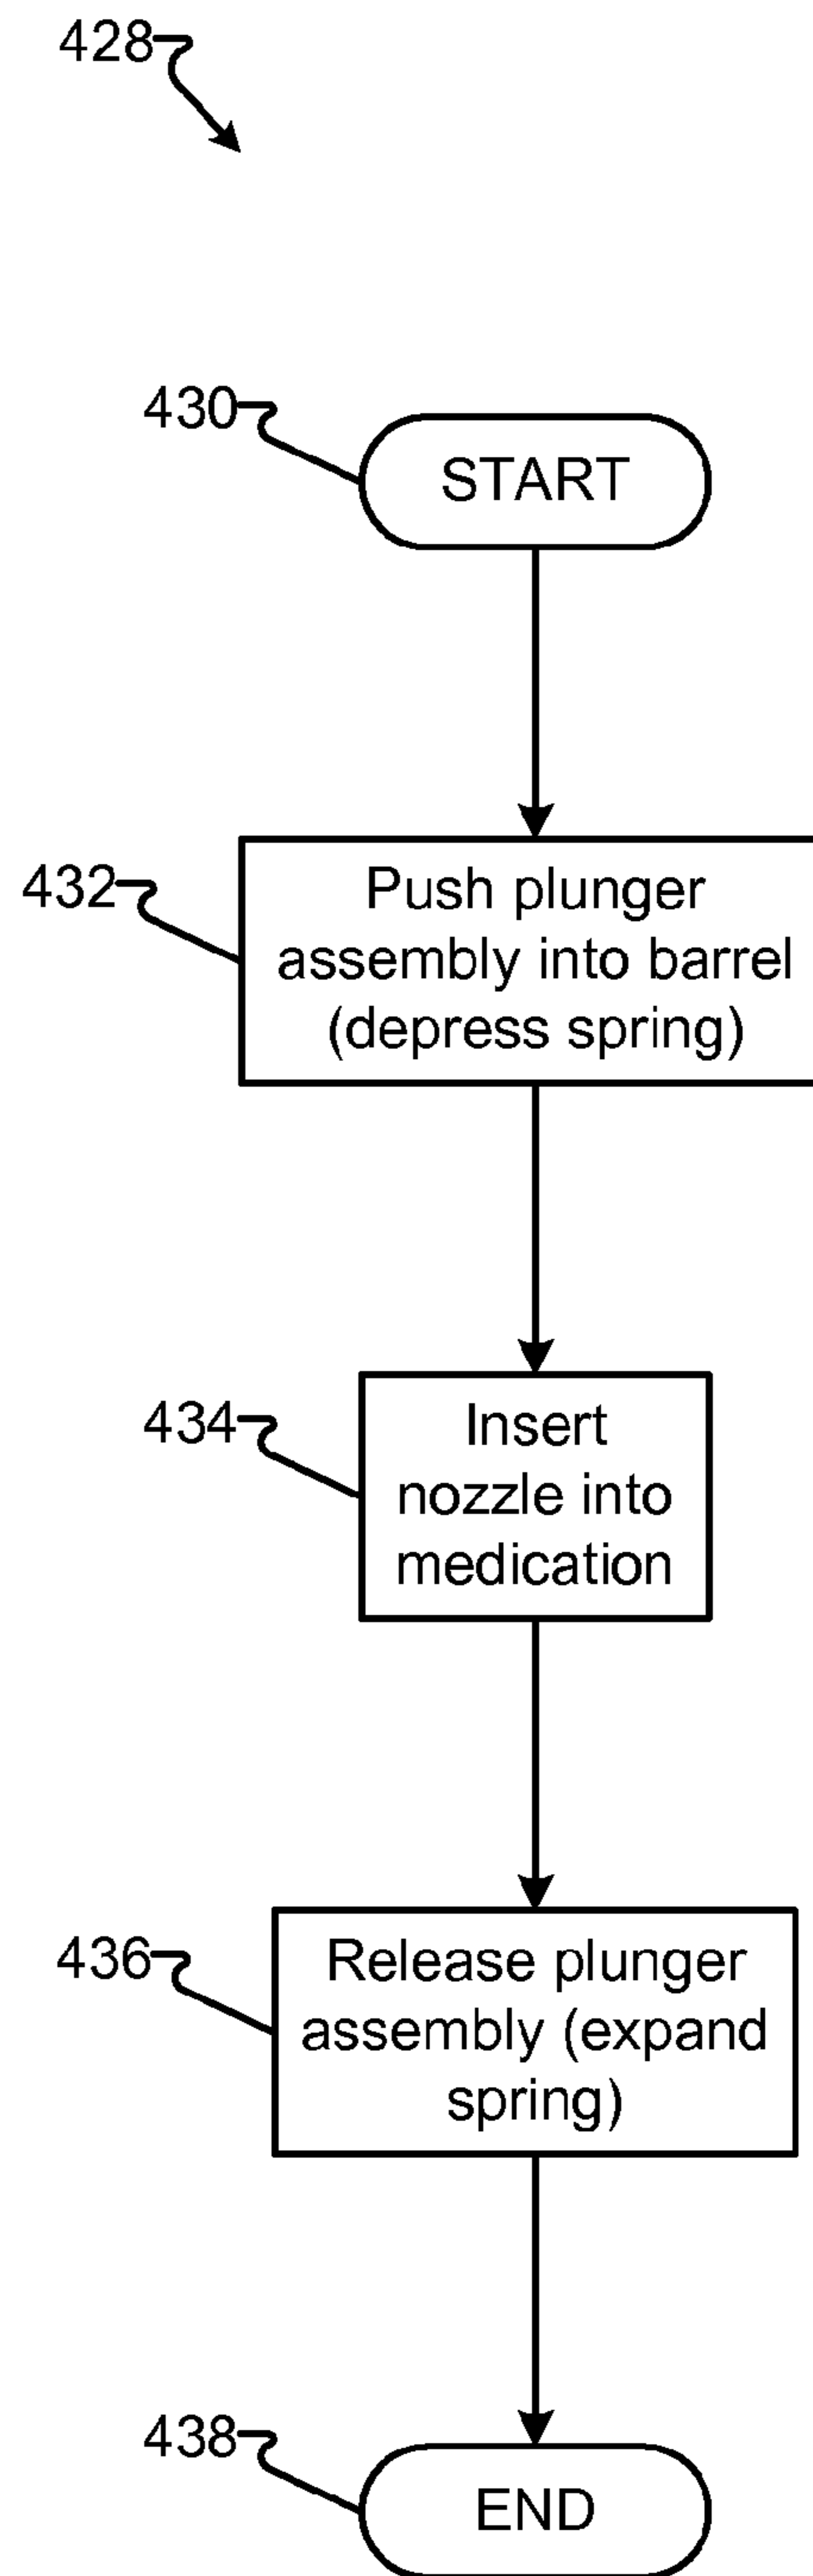 428
430
START
432
Push plunger
assembly into barrel
(depress spring)
434
Insert
nozzle into
medication
436
Release plunger
assembly (expand
spring)
438
END